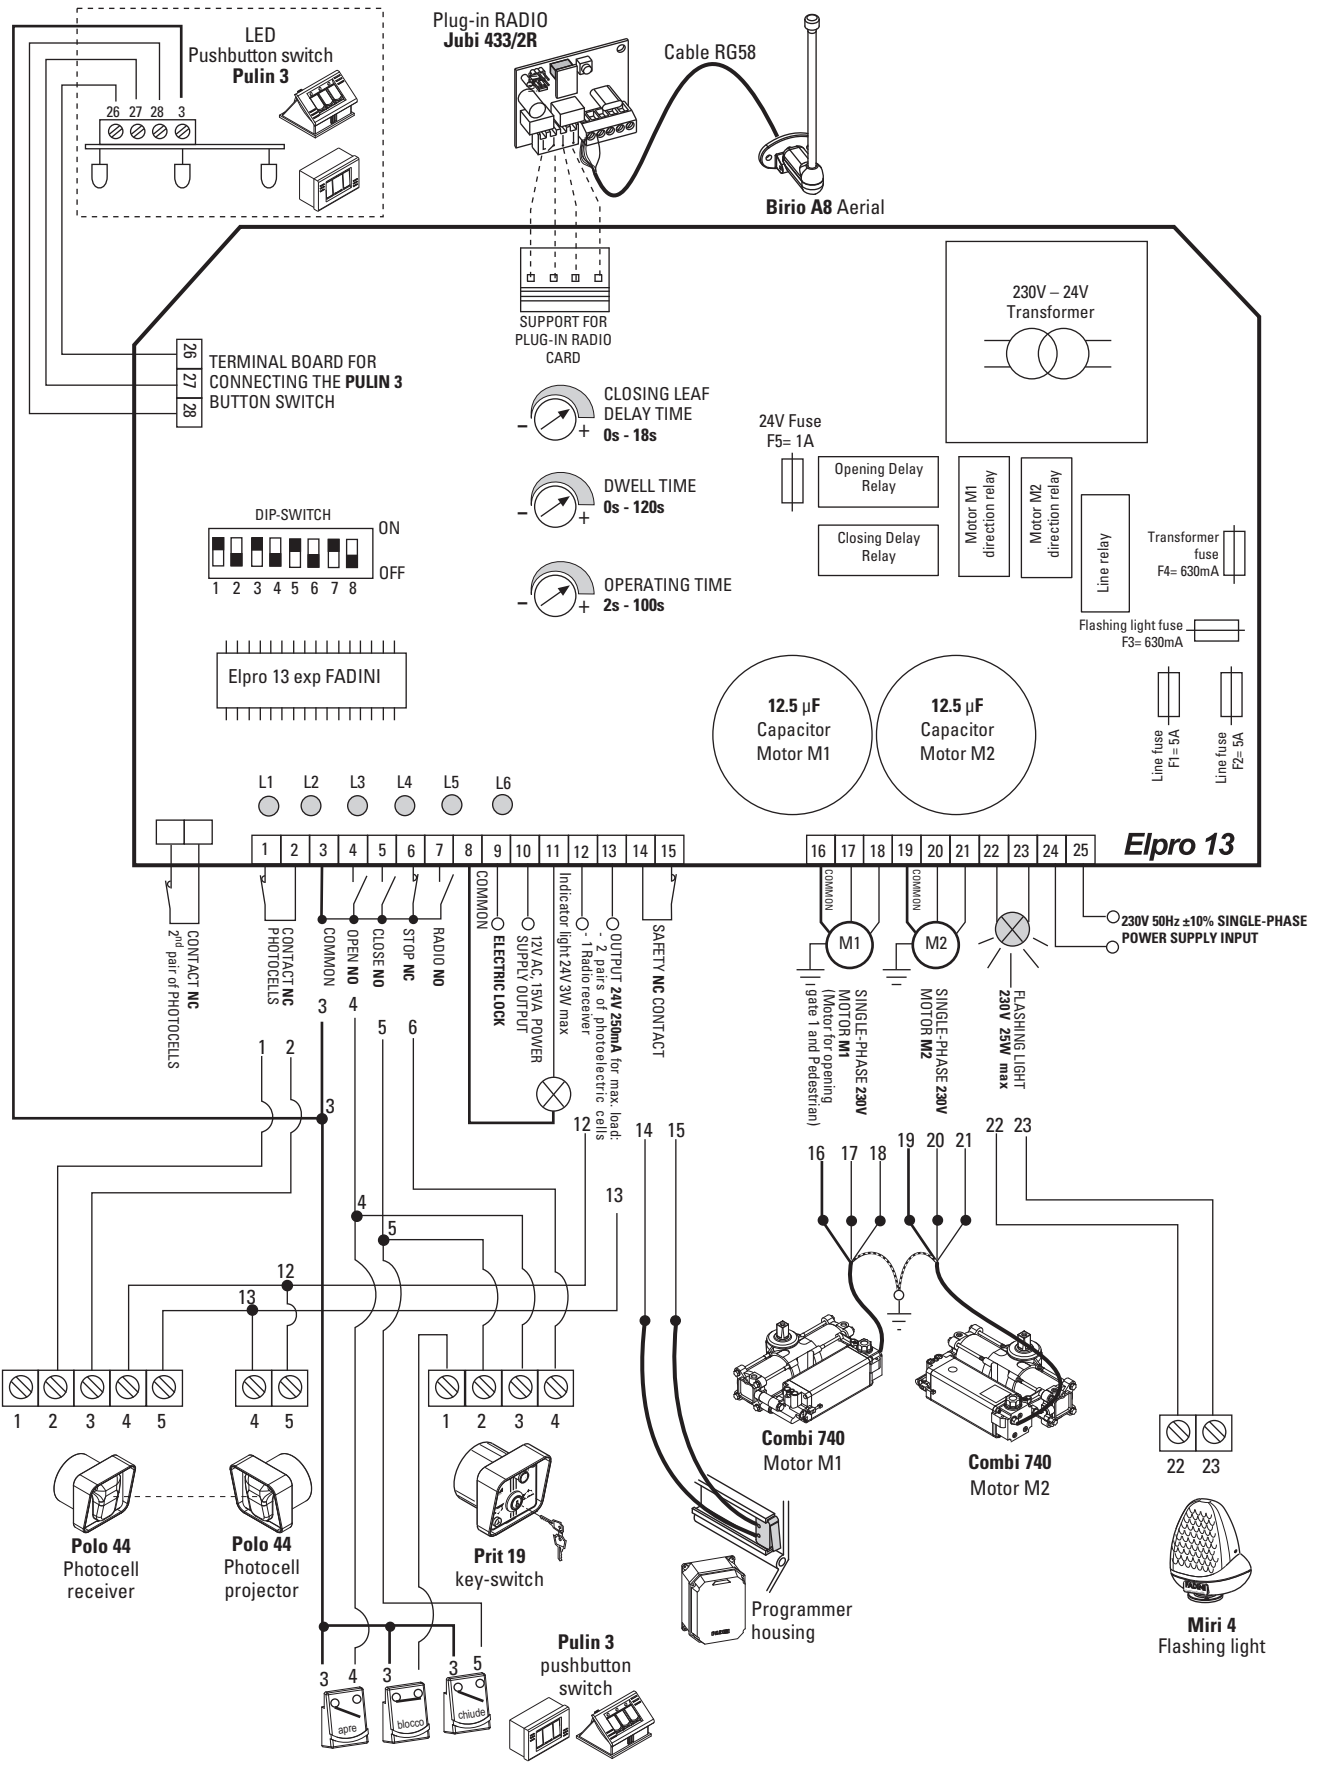 LED
Pushbutton switch
Pulin 3
26 27 28 3
Plug-in RADIO
Jubi 433/2R
Cable RG58
Birio A8 Aerial
SUPPORT FOR
PLUG-IN RADIO
CARD
230V – 24V
Transformer
26
27
28
TERMINAL BOARD FOR
CONNECTING THE PULIN 3
BUTTON SWITCH
CLOSING LEAF
DELAY TIME
0s - 18s
- +
DWELL TIME
0s - 120s
- +
OPERATING TIME
2s - 100s
- +
24V Fuse
F5= 1A
Opening Delay
Relay
Closing Delay
Relay
Motor M1
direction relay
Motor M2
direction relay
Line relay
Transformer
fuse
F4= 630mA
Flashing light fuse
F3= 630mA
Line fuse
F1= 5A
Line fuse
F2= 5A
DIP-SWITCH
ON
OFF
1 2 3 4 5 6 7 8
Elpro 13 exp FADINI
12.5 µF
Capacitor
Motor M1
12.5 µF
Capacitor
Motor M2
L1 L2 L3 L4 L5 L6
1 2 3 4 5 6 7 8 9 10 11 12 13 14 15
16 17 18 19 20 21 22 23 24 25
Elpro 13
CONTACT NC
2nd pair of PHOTOCELLS
CONTACT NC
PHOTOCELLS
COMMON
OPEN NO
CLOSE NO
STOP NC
RADIO NO
COMMON
ELECTRIC LOCK
12V AC, 15VA POWER
SUPPLY OUTPUT
Indicator light 24V 3W max
OUTPUT 24V 250mA for max. load:
- 2 pairs of photoelectric cells
- 1 Radio receiver
SAFETY NC CONTACT
COMMON
M1
COMMON
M2
SINGLE-PHASE 230V
MOTOR M1
(Motor for opening
gate 1 and Pedestrian)
SINGLE-PHASE 230V
MOTOR M2
FLASHING LIGHT
230V 25W max
230V 50Hz ±10% SINGLE-PHASE
POWER SUPPLY INPUT
3 4 5 6
1 2
3
12
14 15
16 17 18
19 20 21
22 23
13
4
5
12
13
1 2 3 4 5
4 5
1 2 3 4
22 23
Polo 44
Photocell
receiver
Polo 44
Photocell
projector
Prit 19
key-switch
Programmer
housing
Combi 740
Motor M1
Combi 740
Motor M2
FADINI
Miri 4
Flashing light
Pulin 3
pushbutton
switch
3 4 3 3 5
apre
blocco
chiude